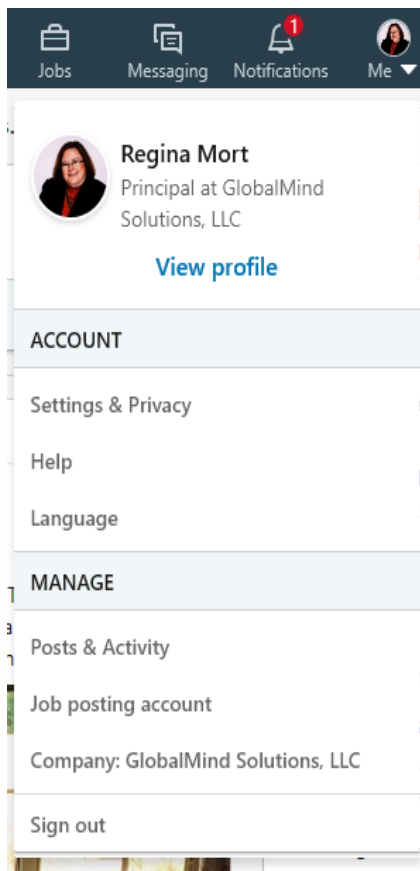 1
Jobs
Messaging
Notifications
Me
Regina Mort
Principal at GlobalMind
Solutions, LLC
View profile
ACCOUNT
Settings & Privacy
Help
Language
MANAGE
Posts & Activity
Job posting account
Company: GlobalMind Solutions, LLC
Sign out